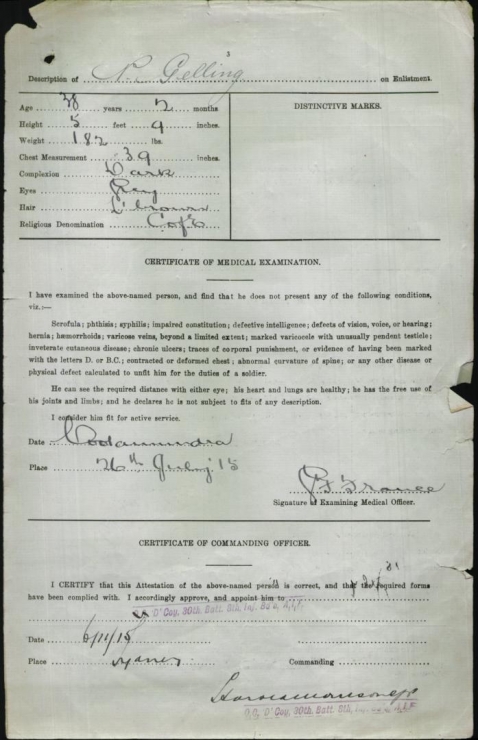 3
Description of N. Gelling on Enlistment.
Age 38 years 2 months
Height 5 feet 9 inches.
Weight 182 lbs.
Chest Measurement 39 inches.
Complexion Dark
Eyes Grey
Hair D. brown
Religious Denomination C of E
DISTINCTIVE MARKS.
CERTIFICATE OF MEDICAL EXAMINATION.
I have examined the above-named person, and find that he does not present any of the following conditions,
viz.:—
Scrofula; phthisis; syphilis; impaired constitution; defective intelligence; defects of vision, voice, or hearing;
hernia; hæmorrhoids; varicose veins, beyond a limited extent; marked varicocele with unusually pendent testicle;
inveterate cutaneous disease; chronic ulcers; traces of corporal punishment, or evidence of having been marked
with the letters D. or B.C.; contracted or deformed chest; abnormal curvature of spine; or any other disease or
physical defect calculated to unfit him for the duties of a soldier.
He can see the required distance with either eye; his heart and lungs are healthy; he has the free use of
his joints and limbs; and he declares he is not subject to fits of any description.
I consider him fit for active service.
Date Cootamundra
Place 26th July 15
Signature of Examining Medical Officer.
CERTIFICATE OF COMMANDING OFFICER.
I CERTIFY that this Attestation of the above-named person is correct, and that the required forms
have been complied with. I accordingly approve, and appoint him to
D' Coy. 30th. Batt. 8th. Inf. Bde. A.I.F.
Date 6/11/15
Place
Commanding
O.C. D' Coy. 30th. Batt. 8th.